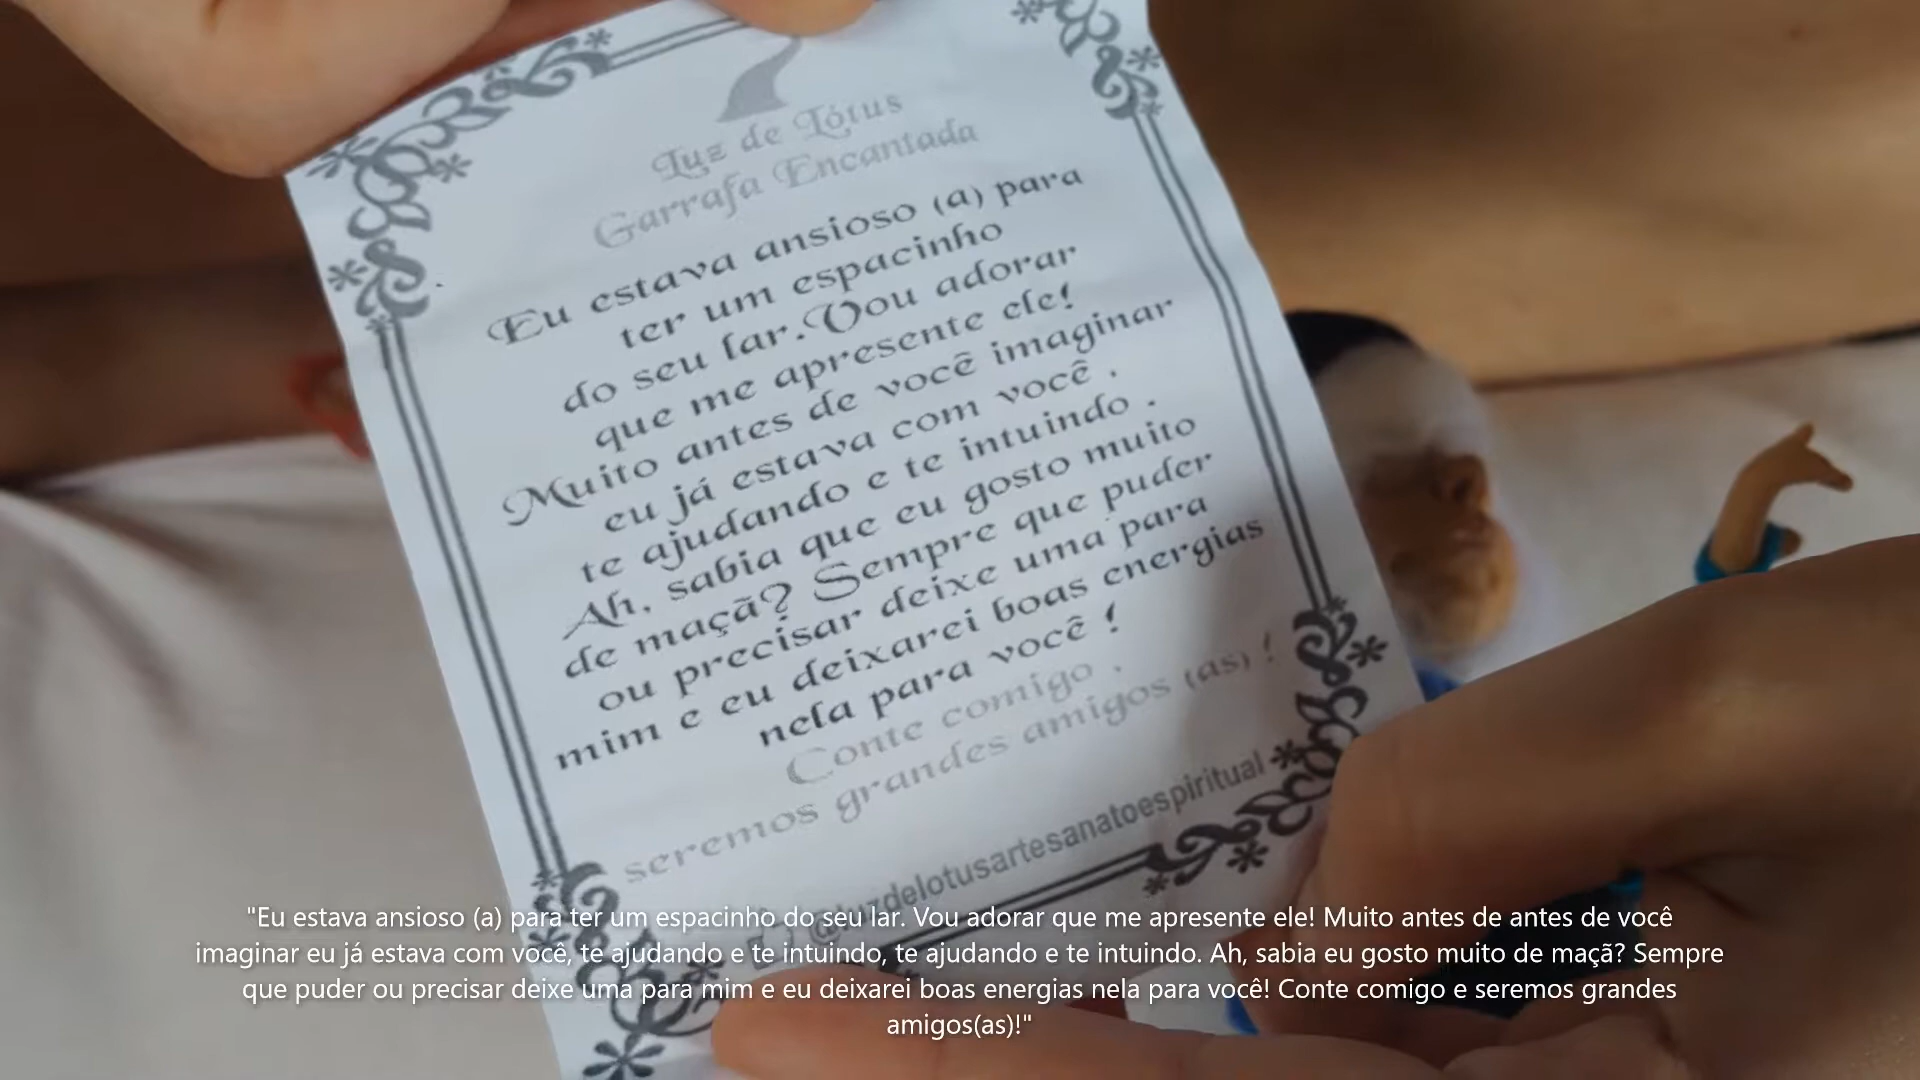 Luz de Lótus
Garrafa Encantada
Eu estava ansioso (a) para
ter um espacinho
do seu lar.Vou adorar
que me apresente ele!
Muito antes de você imaginar
eu já estava com você .
te ajudando e te intuindo .
Ah, sabia que eu gosto muito
de maçã? Sempre que puder
ou precisar deixe uma para
mim e eu deixarei boas energias
nela para você !
Conte comigo .
seremos grandes amigos (as) !
@luzdelotusartesanatoespiritual
"Eu estava ansioso (a) para ter um espacinho do seu lar. Vou adorar que me apresente ele! Muito antes de antes de você
imaginar eu já estava com você, te ajudando e te intuindo, te ajudando e te intuindo. Ah, sabia eu gosto muito de maçã? Sempre
que puder ou precisar deixe uma para mim e eu deixarei boas energias nela para você! Conte comigo e seremos grandes
amigos(as)!"